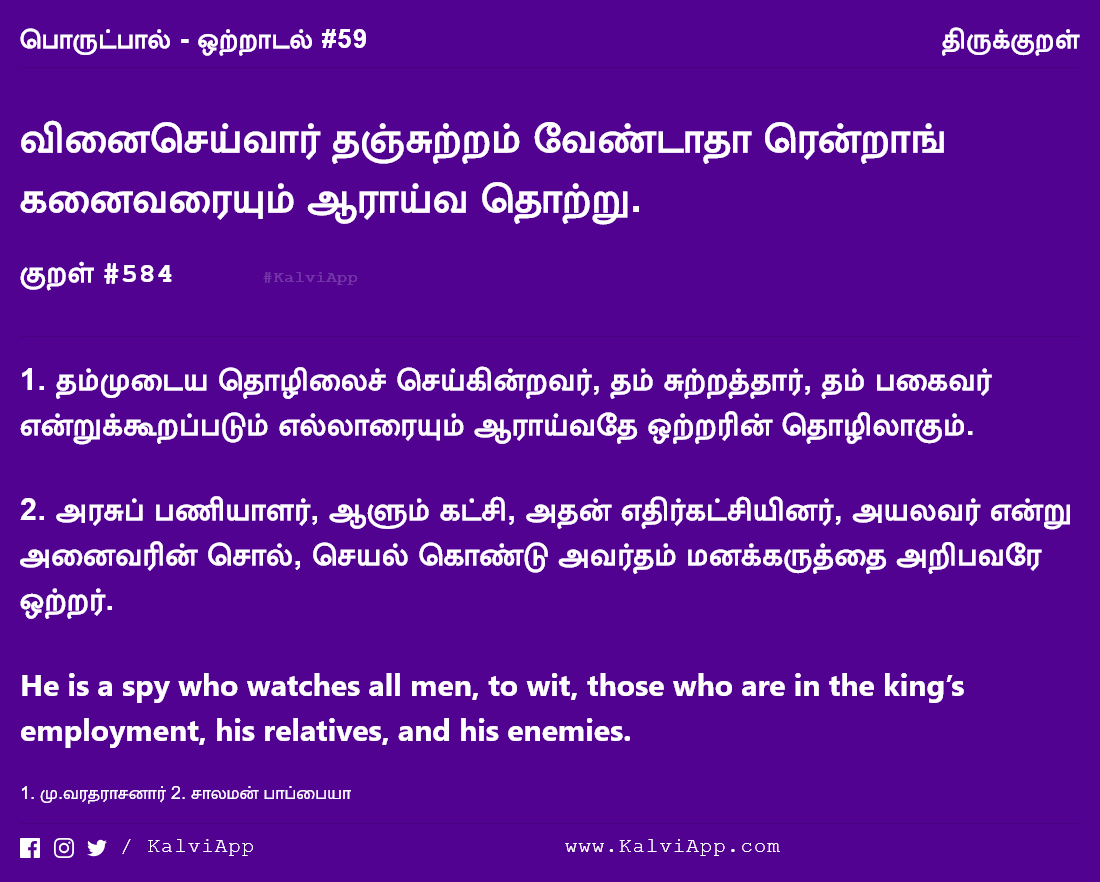 பொருட்பால் - ஒற்றாடல் #59
திருக்குறள்
வினைசெய்வார் தஞ்சுற்றம் வேண்டாதா ரென்றாங்
கனைவரையும் ஆராய்வ தொற்று.
குறள் #584
#KalviApp
1. தம்முடைய தொழிலைச் செய்கின்றவர், தம் சுற்றத்தார், தம் பகைவர்
என்றுக்கூறப்படும் எல்லாரையும் ஆராய்வதே ஒற்றரின் தொழிலாகும்.
2. அரசுப் பணியாளர், ஆளும் கட்சி, அதன் எதிர்கட்சியினர், அயலவர் என்று
அனைவரின் சொல், செயல் கொண்டு அவர்தம் மனக்கருத்தை அறிபவரே
ஒற்றர்.
He is a spy who watches all men, to wit, those who are in the king’s
employment, his relatives, and his enemies.
1. மு.வரதராசனார் 2. சாலமன் பாப்பையா
/ KalviApp
www.KalviApp.com